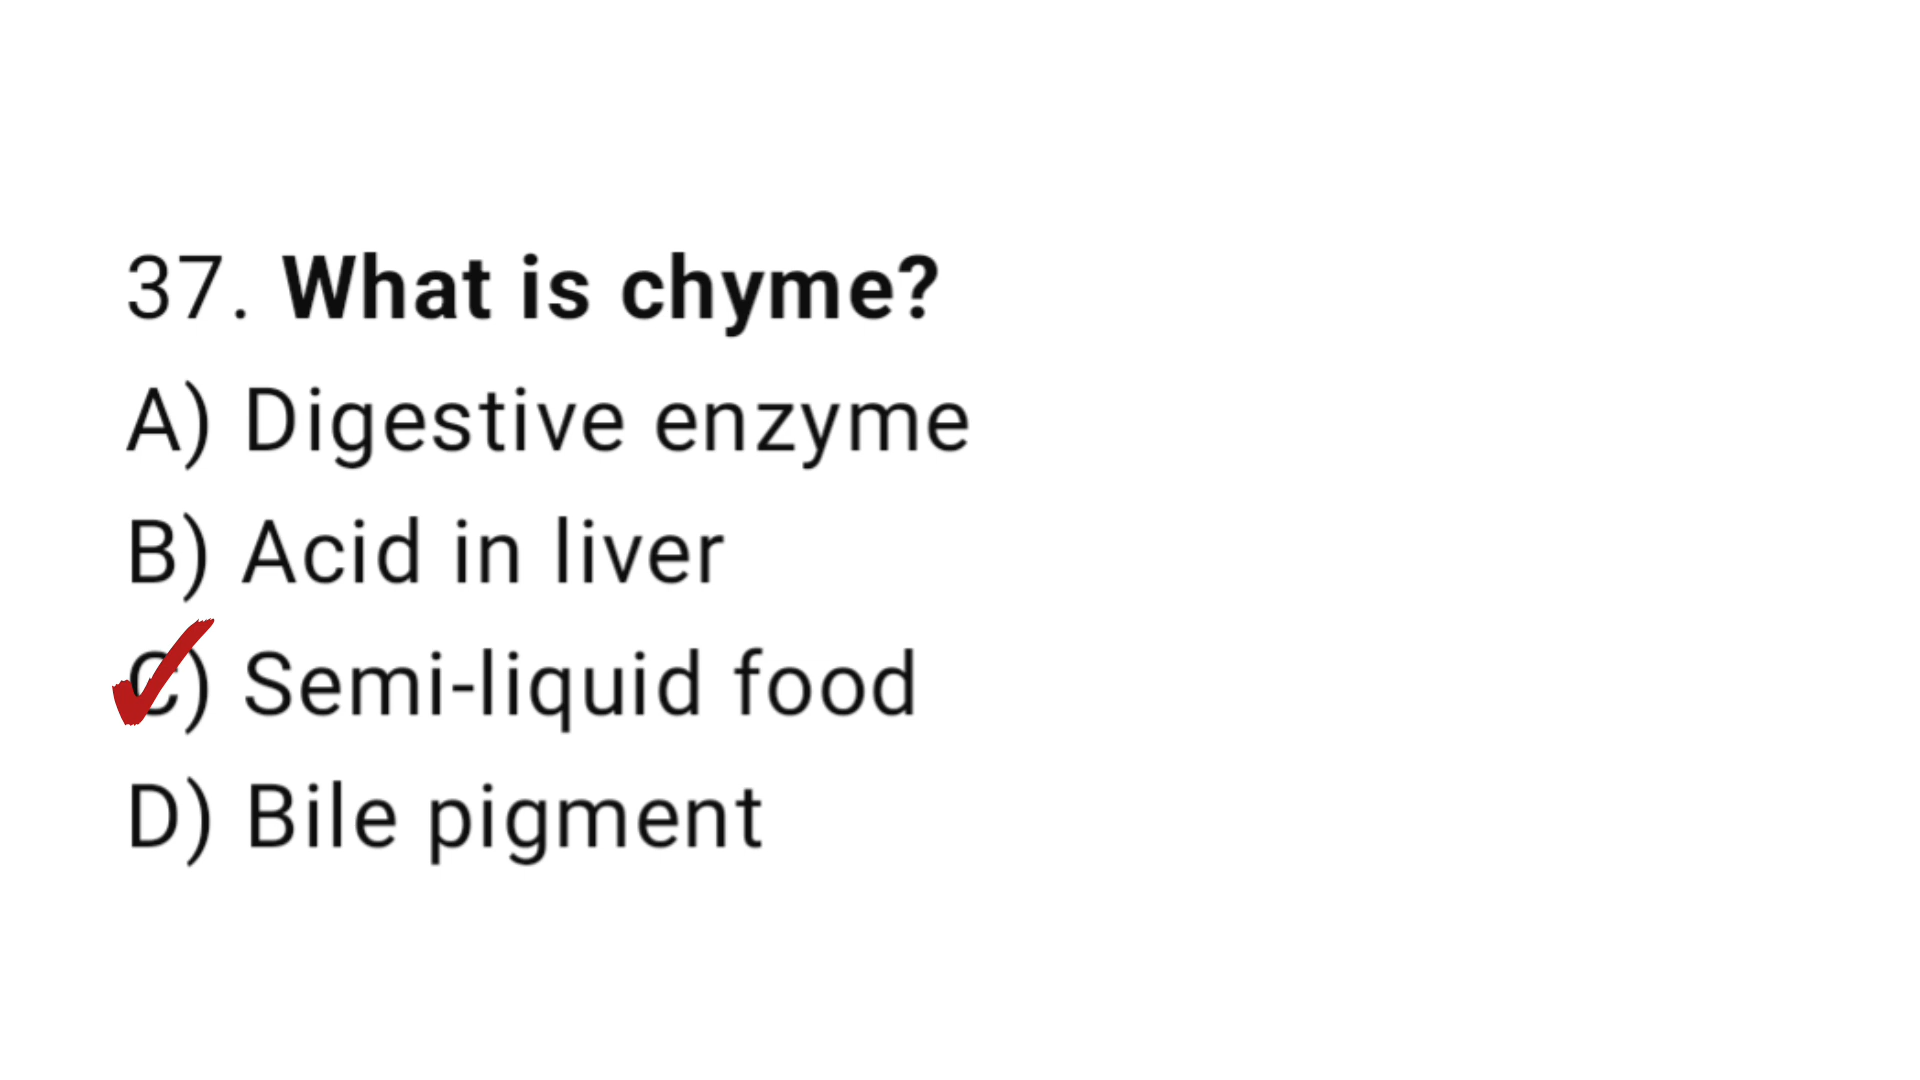 37. What is chyme?
A) Digestive enzyme
B) Acid in liver
C) Semi-liquid food
D) Bile pigment